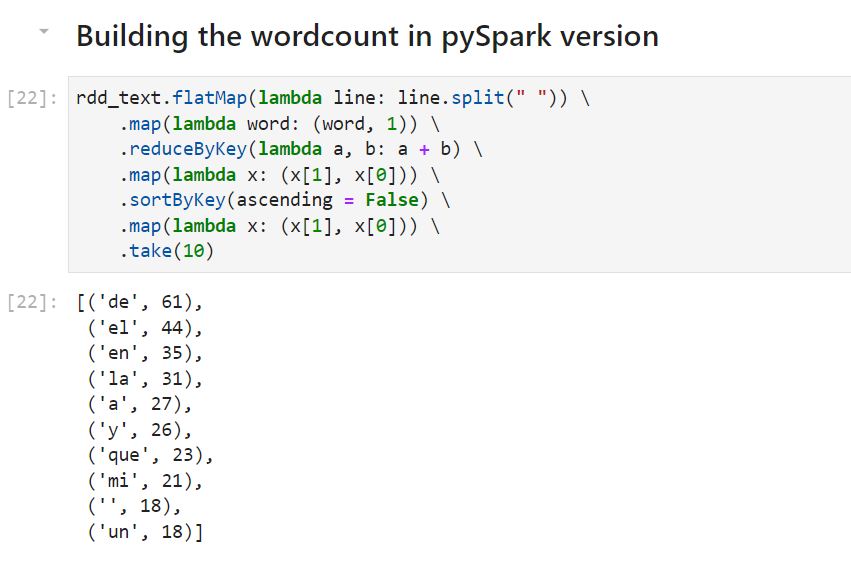 Building the wordcount in pySpark version
[22]: rdd_text.flatMap(lambda line: line.split(" ")) \
.map(lambda word: (word, 1)) \
.reduceByKey(lambda a, b: a + b) \
.map(lambda x: (x[1], x[0])) \
.sortByKey(ascending = False) \
.map(lambda x: (x[1], x[0])) \
.take(10)
[22]: [('de', 61),
('el', 44),
('en', 35),
('la', 31),
('a', 27),
('y', 26),
('que', 23),
('mi', 21),
('', 18),
('un', 18)]